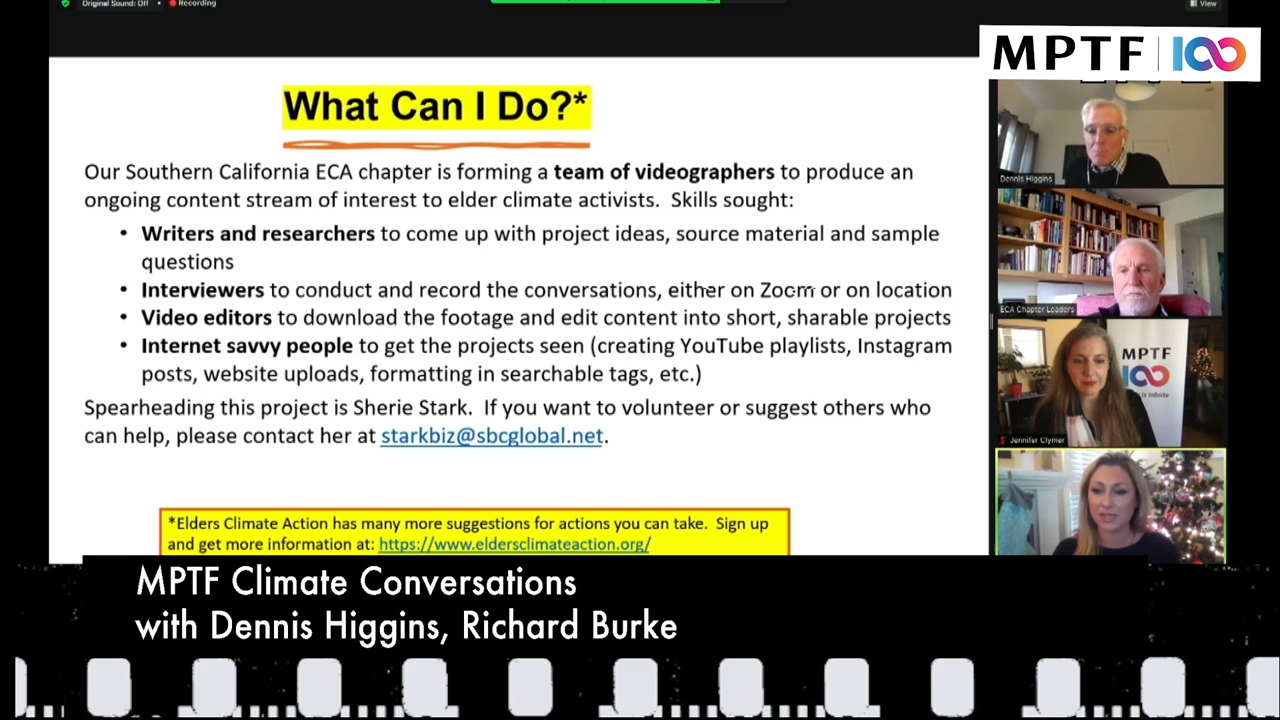 Original Sound: Off
Recording
View
MPTF 100
What Can I Do?*
Our Southern California ECA chapter is forming a team of videographers to produce an
ongoing content stream of interest to elder climate activists. Skills sought:
• Writers and researchers to come up with project ideas, source material and sample
questions
• Interviewers to conduct and record the conversations, either on Zoom or on location
• Video editors to download the footage and edit content into short, sharable projects
• Internet savvy people to get the projects seen (creating YouTube playlists, Instagram
posts, website uploads, formatting in searchable tags, etc.)
Spearheading this project is Sherie Stark. If you want to volunteer or suggest others who
can help, please contact her at starkbiz@sbcglobal.net.
*Elders Climate Action has many more suggestions for actions you can take. Sign up
and get more information at: https://www.eldersclimateaction.org/
Dennis Higgins
ECA Chapter Leaders
MPTF
100
Jennifer Clymer
MPTF Climate Conversations
with Dennis Higgins, Richard Burke